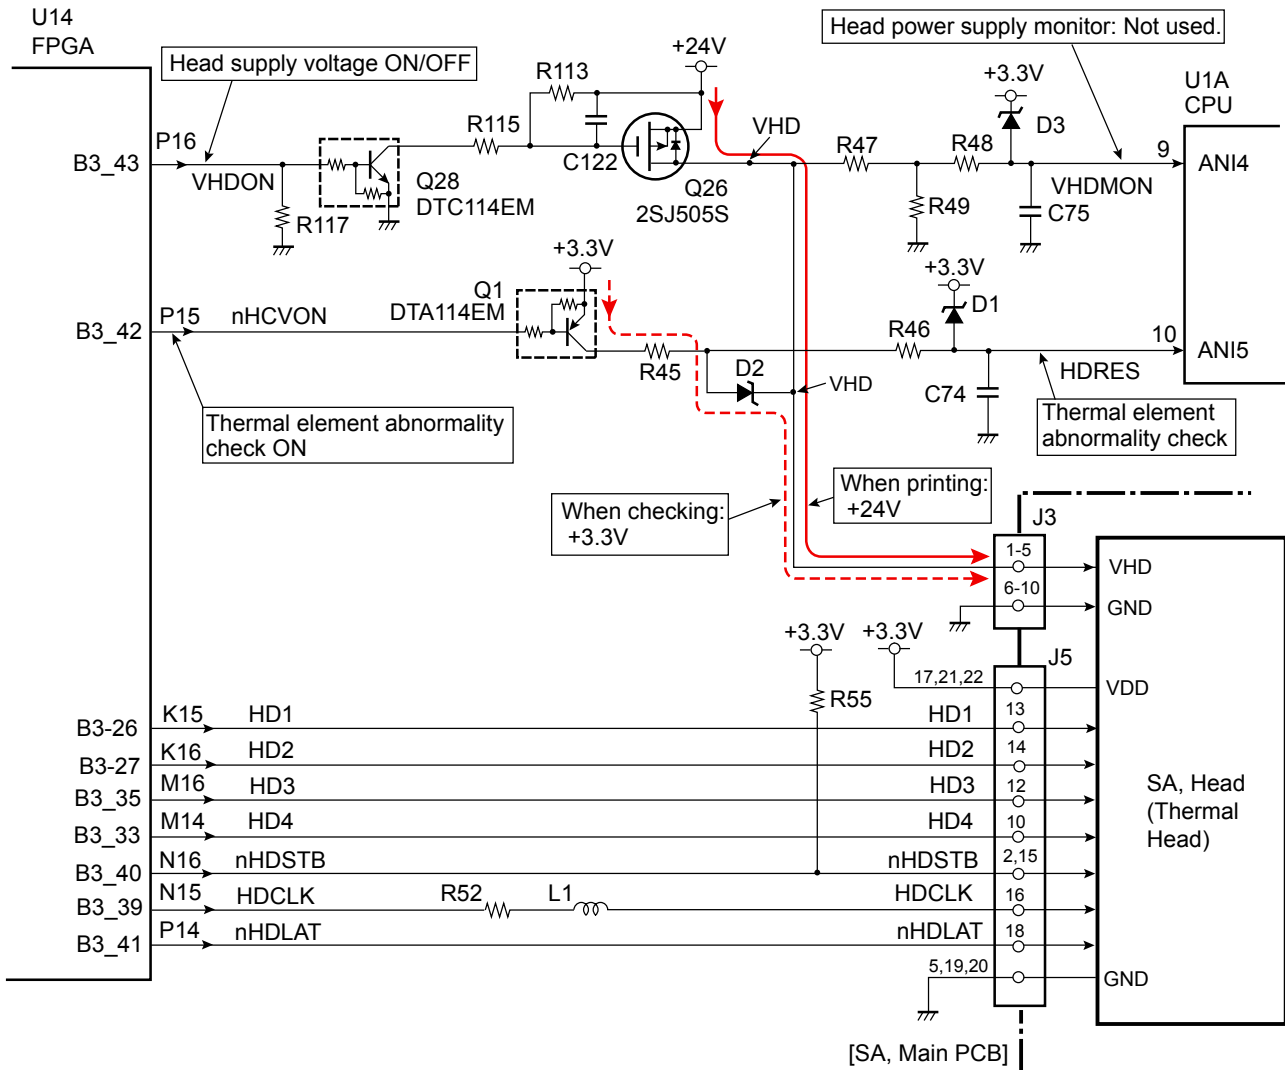 U14
FPGA
Head supply voltage ON/OFF
+24V
Head power supply monitor: Not used.
+3.3V
U1A
CPU
R113
P16
R115
VHD
D3
B3_43
VHDON
C122
R47
R48
9
ANI4
Q28
DTC114EM
Q26
2SJ505S
VHDMON
R117
R49
C75
+3.3V
+3.3V
Q1
DTA114EM
D1
P15
nHCVON
B3_42
R46
10
ANI5
R45
D2
VHD
HDRES
C74
Thermal element abnormality
check ON
Thermal element
abnormality check
When printing:
+24V
When checking:
+3.3V
J3
1-5
VHD
6-10
GND
+3.3V
+3.3V
J5
17,21,22
VDD
R55
B3-26
K15
HD1
HD1
13
B3-27
K16
HD2
HD2
14
B3_35
M16
HD3
HD3
12
B3_33
M14
HD4
HD4
10
SA, Head
(Thermal
Head)
B3_40
N16
nHDSTB
nHDSTB
2,15
B3_39
N15
HDCLK
R52
L1
HDCLK
16
B3_41
P14
nHDLAT
nHDLAT
18
5,19,20
GND
[SA, Main PCB]